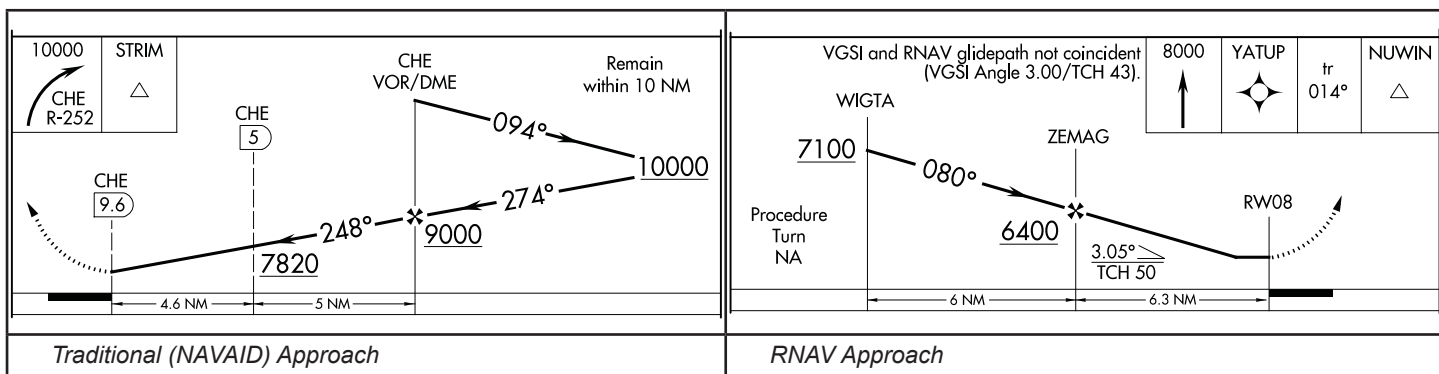 10000
CHE
R-252
STRIM
CHE
VOR/DME
Remain
within 10 NM
CHE
5
CHE
9.6
094°
10000
274°
248°
9000
7820
4.6 NM
5 NM
Traditional (NAVAID) Approach
VGSI and RNAV glidepath not coincident
(VGSI Angle 3.00/TCH 43).
8000
YATUP
tr
014°
NUWIN
WIGTA
7100
080°
ZEMAG
Procedure
Turn
NA
6400
3.05°
TCH 50
RW08
6 NM
6.3 NM
RNAV Approach